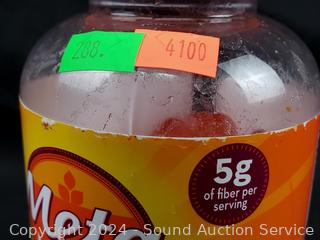 288.
4100
5g
of fiber per
serving
Meta
Copyright 2024 - Sound Auction Service